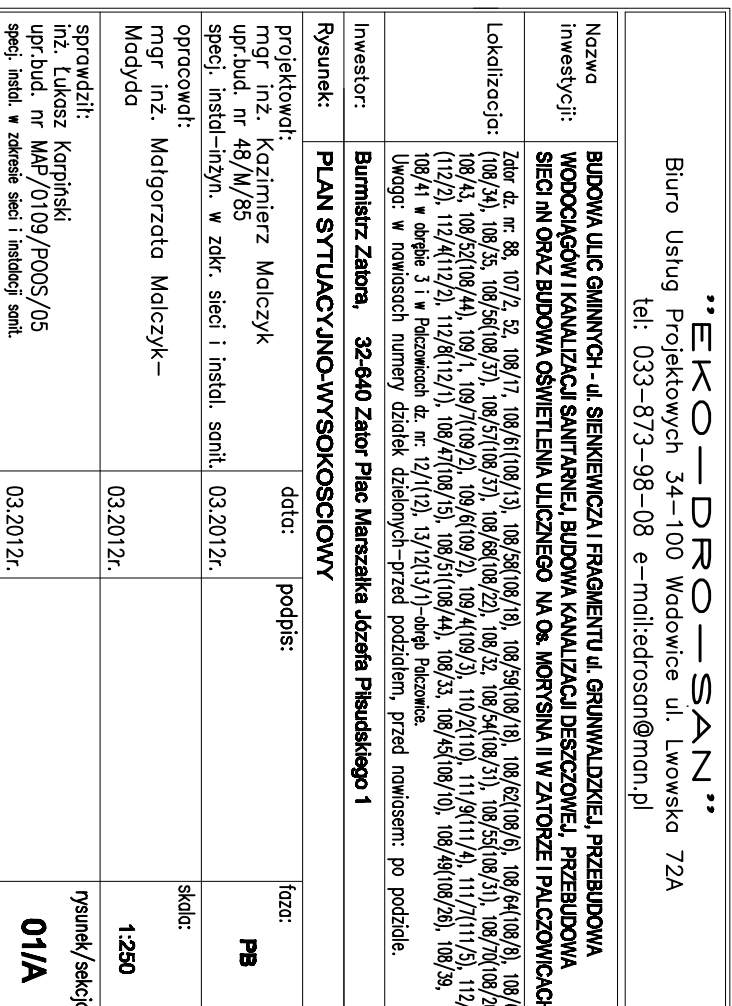 "EKO—DRO—SAN"
Biuro Usług Projektowych 34-100 Wadowice ul. Lwowska 72A
tel: 033-873-98-08 e-mail:edrosan@man.pl
Nazwa inwestycji:
BUDOWA ULIC GMINNYCH - ul. SIENKIEWICZA I FRAGMENTU ul. GRUNWALDZKIEJ, PRZEBUDOWA
WODOCIĄGÓW I KANALIZACJI SANITARNEJ, BUDOWA KANALIZACJI DESZCZOWEJ, PRZEBUDOWA
SIECI nN ORAZ BUDOWA OŚWIETLENIA ULICZNEGO NA Os. MORYSINA II W ZATORZE I PALCZOWICACH
Lokalizacja:
Zator dz. nr: 88, 107/2, 52, 108/17, 108/61(108/13), 108/58(108/18), 108/59(108/18), 108/62(108/6), 108/64(108/8),
(108/34), 108/35, 108/56(108/37), 108/57(108/37), 108/68(108/22), 108/32, 108/54(108/31), 108/55(108/31),
108/43, 108/52(108/44), 109/1, 109/7(109/2), 109/6(109/2), 109/4(109/3), 110/2(110), 111/9(111/4), 111/7(111/5),
(112/2), 112/4(112/2), 112/8(112/1), 108/47(108/15), 108/51(108/44), 108/33, 108/45(108/10), 108/49(108/26), 108/39,
108/41 w obrębie 3 i w Palczowicach dz. nr: 12/1(12), 13/12(13/1)-obręb Palczowice.
Uwaga: w nawiasach numery działek dzielonych-przed podziałem, przed nawiasem: po podziale.
Inwestor:
Burmistrz Zatora, 32-640 Zator Plac Marszałka Józefa Piłsudskiego 1
Rysunek:
PLAN SYTUACYJNO-WYSOKOSCIOWY
projektował:
mgr inż. Kazimierz Malczyk
upr.bud. nr 48/M/85
specj. instal-inżyn. w zakr. sieci i instal. sanit.
data:
03.2012r.
podpis:
faza:
PB
opracował:
mgr inż. Małgorzata Malczyk-
Madyda
03.2012r.
skala:
1:250
sprawdził:
inż. Łukasz Karpiński
upr.bud. nr MAP/0109/POOS/05
specj. instal. w zakresie sieci i instalacji sanit.
03.2012r.
rysunek/sekcja
01/A